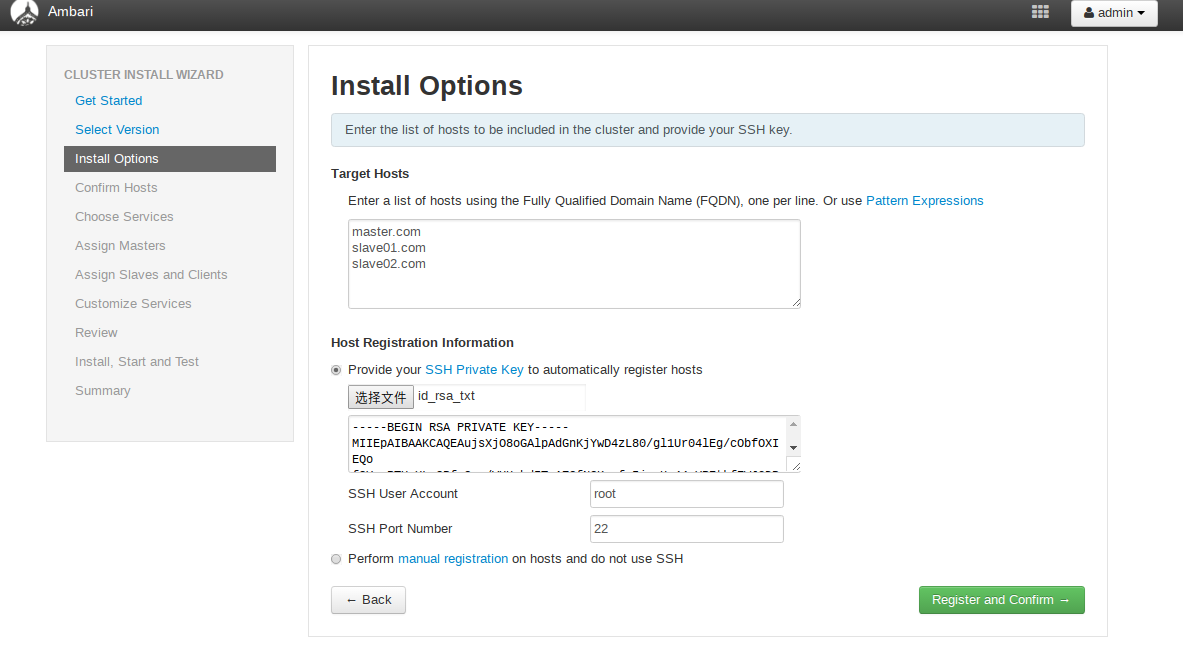 Ambari
admin
CLUSTER INSTALL WIZARD
Get Started
Select Version
Install Options
Confirm Hosts
Choose Services
Assign Masters
Assign Slaves and Clients
Customize Services
Review
Install, Start and Test
Summary
Install Options
Enter the list of hosts to be included in the cluster and provide your SSH key.
Target Hosts
Enter a list of hosts using the Fully Qualified Domain Name (FQDN), one per line. Or use Pattern Expressions
master.com
slave01.com
slave02.com
Host Registration Information
Provide your SSH Private Key to automatically register hosts
选择文件 id_rsa_txt
-----BEGIN RSA PRIVATE KEY-----
MIIEpAIBAAKCAQEAujsXjO8oGAlpAdGnKjYwD4zL80/gl1Ur04lEg/cObfOXI
EQo
SSH User Account root
SSH Port Number 22
Perform manual registration on hosts and do not use SSH
← Back
Register and Confirm →